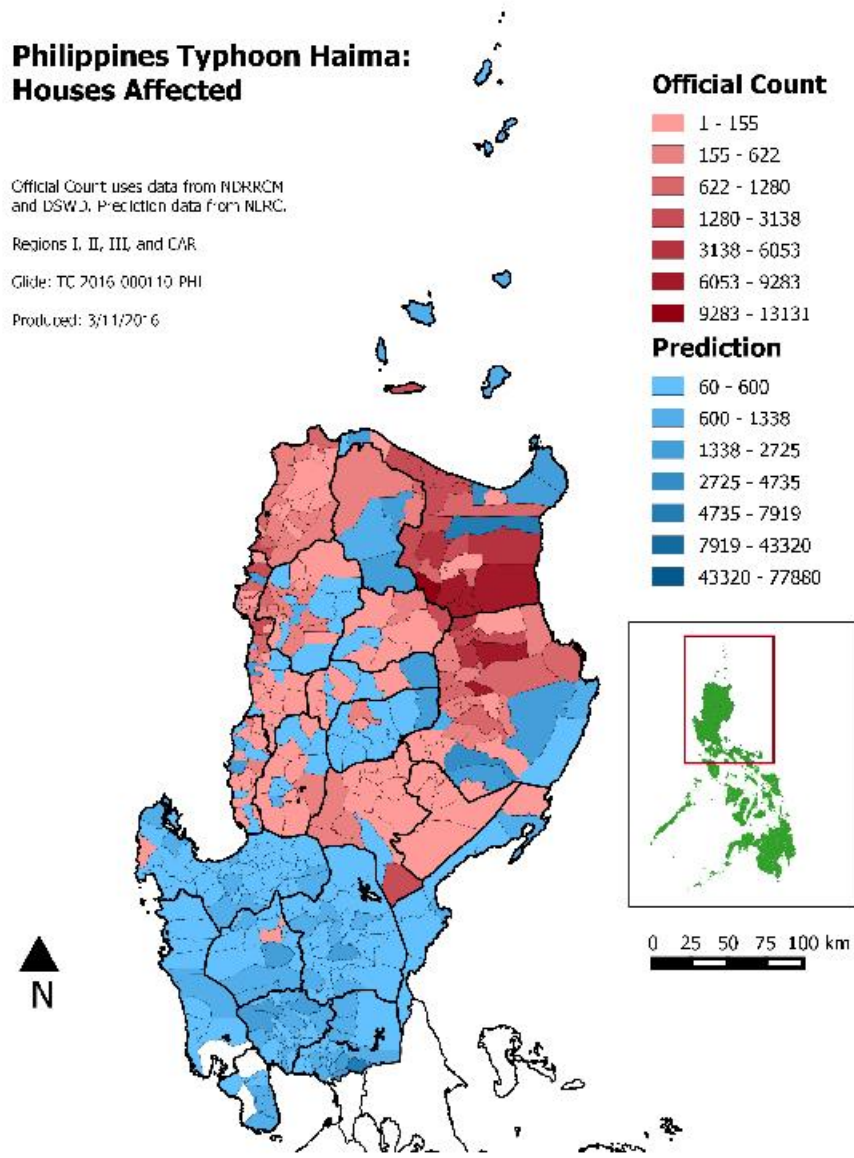 Philippines Typhoon Haima:
Houses Affected
Official Count uses data from NDRRCM
and DSWD. Prediction data from NLRC.
Regions I, II, III, and CAR
Glide: TC 2016 000110 PHI
Produced: 3/11/2016
Official Count
1 - 155
155 - 622
622 - 1280
1280 - 3138
3138 - 6053
6053 - 9283
9283 - 13131
Prediction
60 - 600
600 - 1338
1338 - 2725
2725 - 4735
4735 - 7919
7919 - 43320
43320 - 77880
0 25 50 75 100 km
N